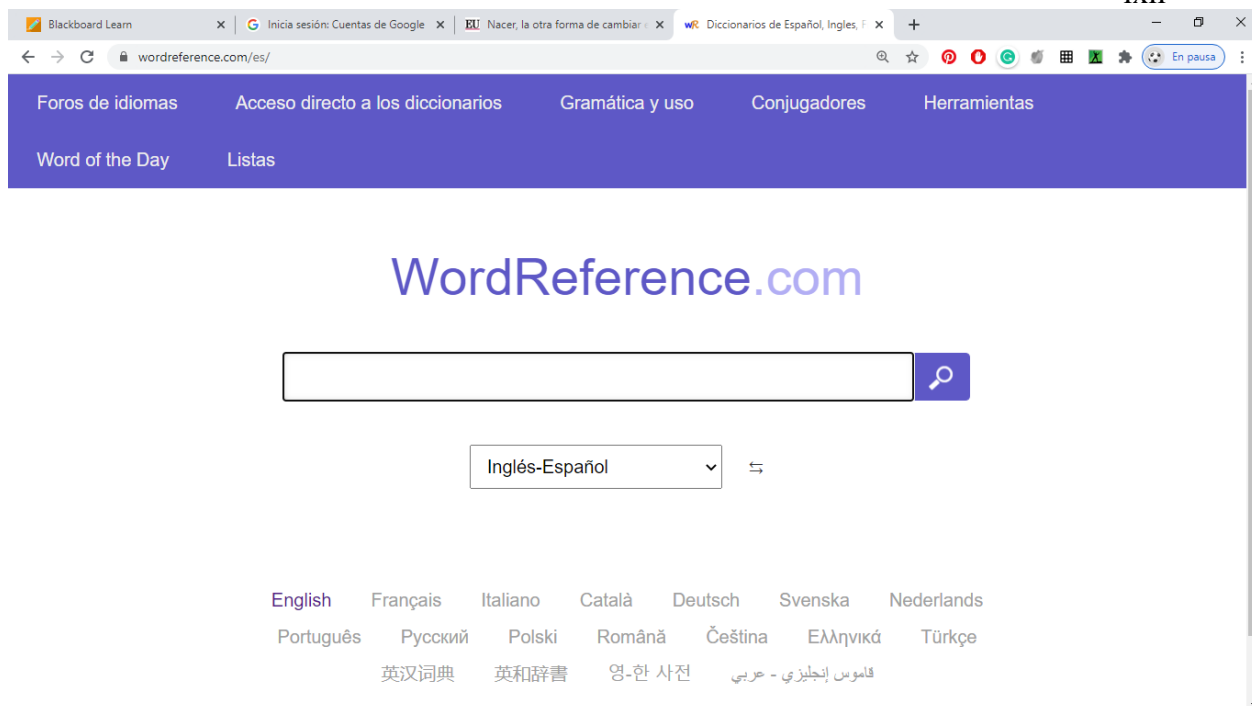 Blackboard Learn
Inicia sesión: Cuentas de Google
EU Nacer, la otra forma de cambiar
WR Diccionarios de Español, Ingles, F
wordreference.com/es/
En pausa
Foros de idiomas Acceso directo a los diccionarios Gramática y uso Conjugadores Herramientas
Word of the Day Listas
WordReference.com
Inglés-Español
English Français Italiano Català Deutsch Svenska Nederlands
Português Русский Polski Română Čeština Ελληνικά Türkçe
英汉词典 英和辞書 영-한 사전 قاموس إنجليزي - عربي